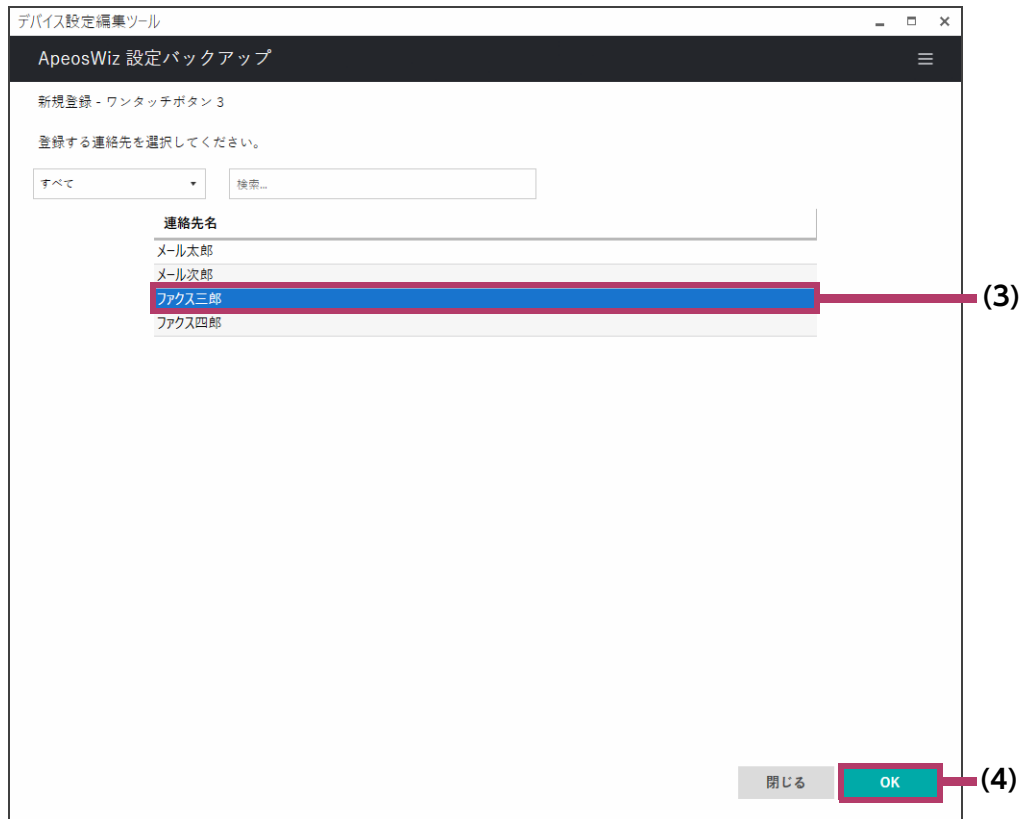 デバイス設定編集ツール
ApeosWiz 設定バックアップ
新規登録 - ワンタッチボタン 3
登録する連絡先を選択してください。
すべて 検索...
連絡先名
メール太郎
メール次郎
ファクス三郎 (3)
ファクス四郎
閉じる OK (4)